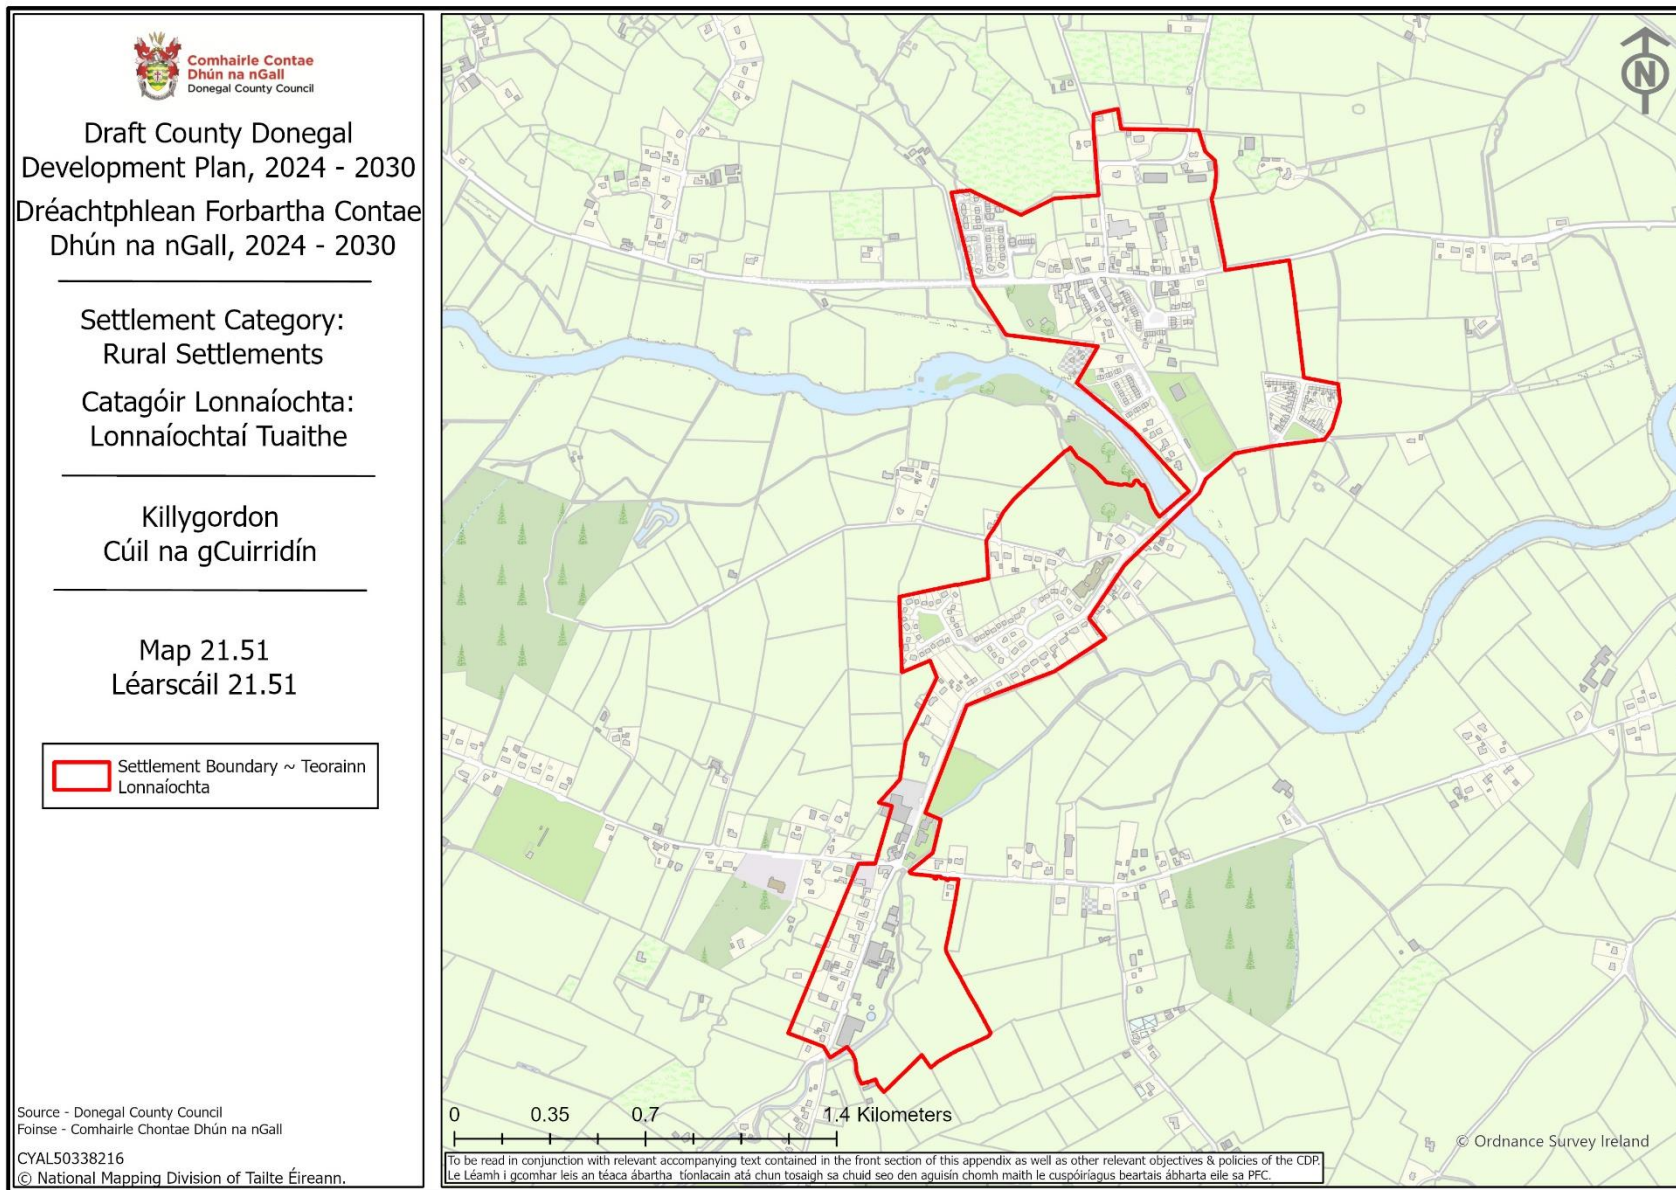 Comhairle Contae
Dhún na nGall
Donegal County Council
Draft County Donegal
Development Plan, 2024 - 2030
Dréachtphlean Forbartha Contae
Dhún na nGall, 2024 - 2030
Settlement Category:
Rural Settlements
Catagóir Lonnaíochta:
Lonnaíochtaí Tuaithe
Killygordon
Cúil na gCuirridín
Map 21.51
Léarscáil 21.51
Settlement Boundary ~ Teorainn
Lonnaíochta
Source - Donegal County Council
Foinse - Comhairle Chontae Dhún na nGall
CYAL50338216
© National Mapping Division of Tailte Éireann.
N
0 0.35 0.7 1.4 Kilometers
© Ordnance Survey Ireland
To be read in conjunction with relevant accompanying text contained in the front section of this appendix as well as other relevant objectives & policies of the CDP.
Le Léamh i gcomhar leis an téaca ábartha tíonlacain atá chun tosaigh sa chuid seo den aguisín chomh maith le cuspóiríagus beartais ábharta eile sa PFC.